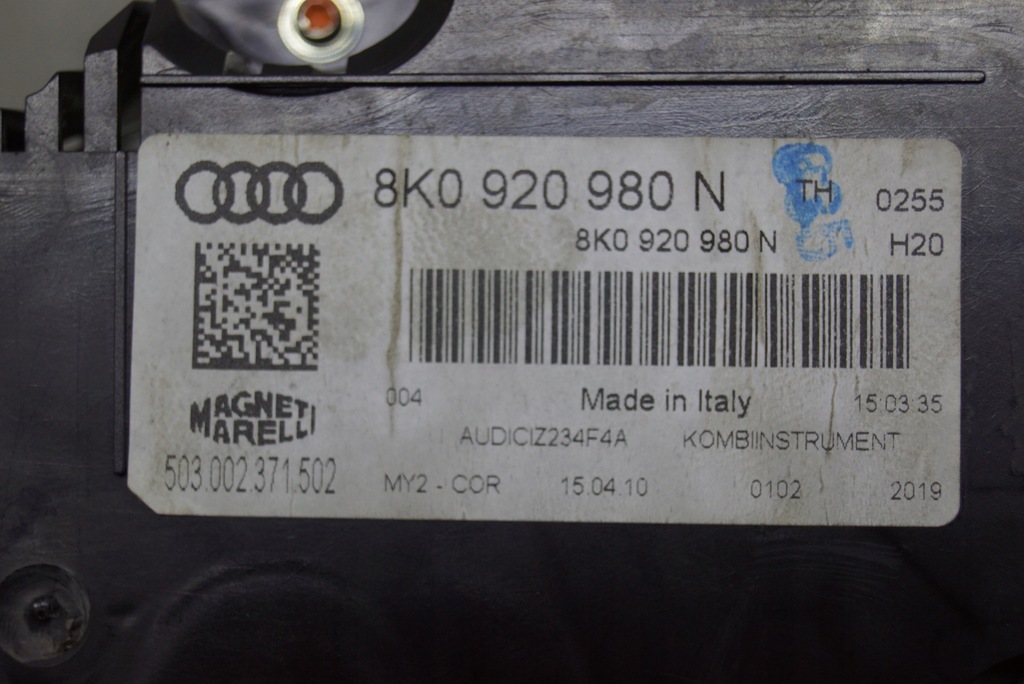 8K0 920 980 N TH 0255
8K0 920 980 N H20
004 Made in Italy 15:03:35
MAGNETI
MARELLI
AUDICIZ234F4A KOMBIINSTRUMENT
503.002.371.502 MY2 - COR 15.04.10 0102 2019